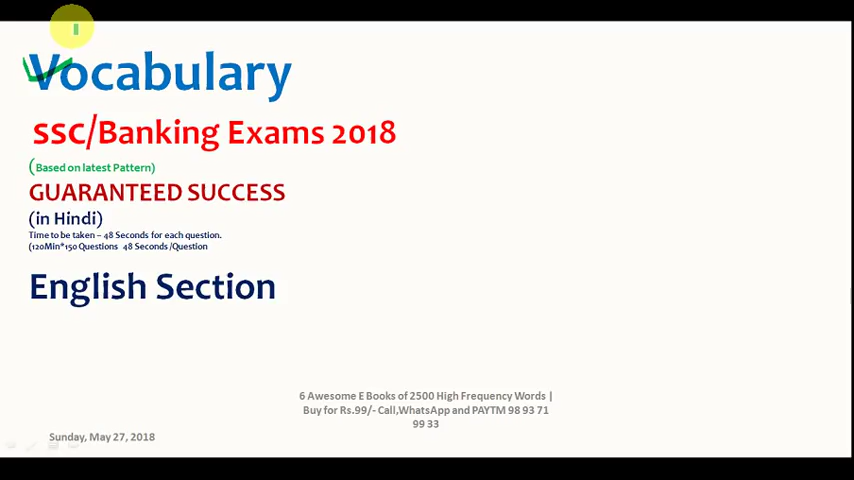 Vocabulary
SSC/Banking Exams 2018
(Based on latest Pattern)
GUARANTEED SUCCESS
(in Hindi)
Time to be taken – 48 Seconds for each question.
(120Min*150 Questions 48 Seconds /Question
English Section
6 Awesome E Books of 2500 High Frequency Words |
Buy for Rs.99/- Call,WhatsApp and PAYTM 98 93 71
99 33
Sunday, May 27, 2018